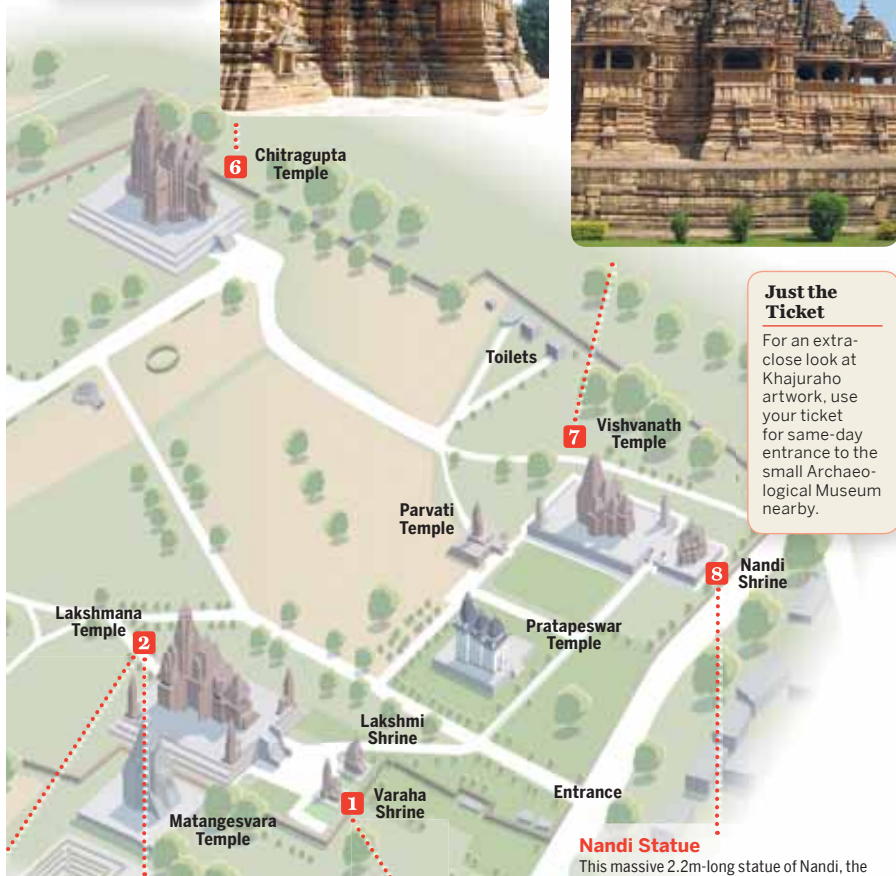 6
Chitragupta
Temple
Just the
Ticket
For an extra-
close look at
Khajuraho
artwork, use
your ticket
for same-day
entrance to the
small Archaeo-
logical Museum
nearby.
Toilets
7
Vishvanath
Temple
Parvati
Temple
8
Nandi
Shrine
Lakshmana
Temple
2
Pratapeswar
Temple
Lakshmi
Shrine
1
Varaha
Shrine
Entrance
Matangesvara
Temple
Nandi Statue
This massive 2.2m-long statue of Nandi, the